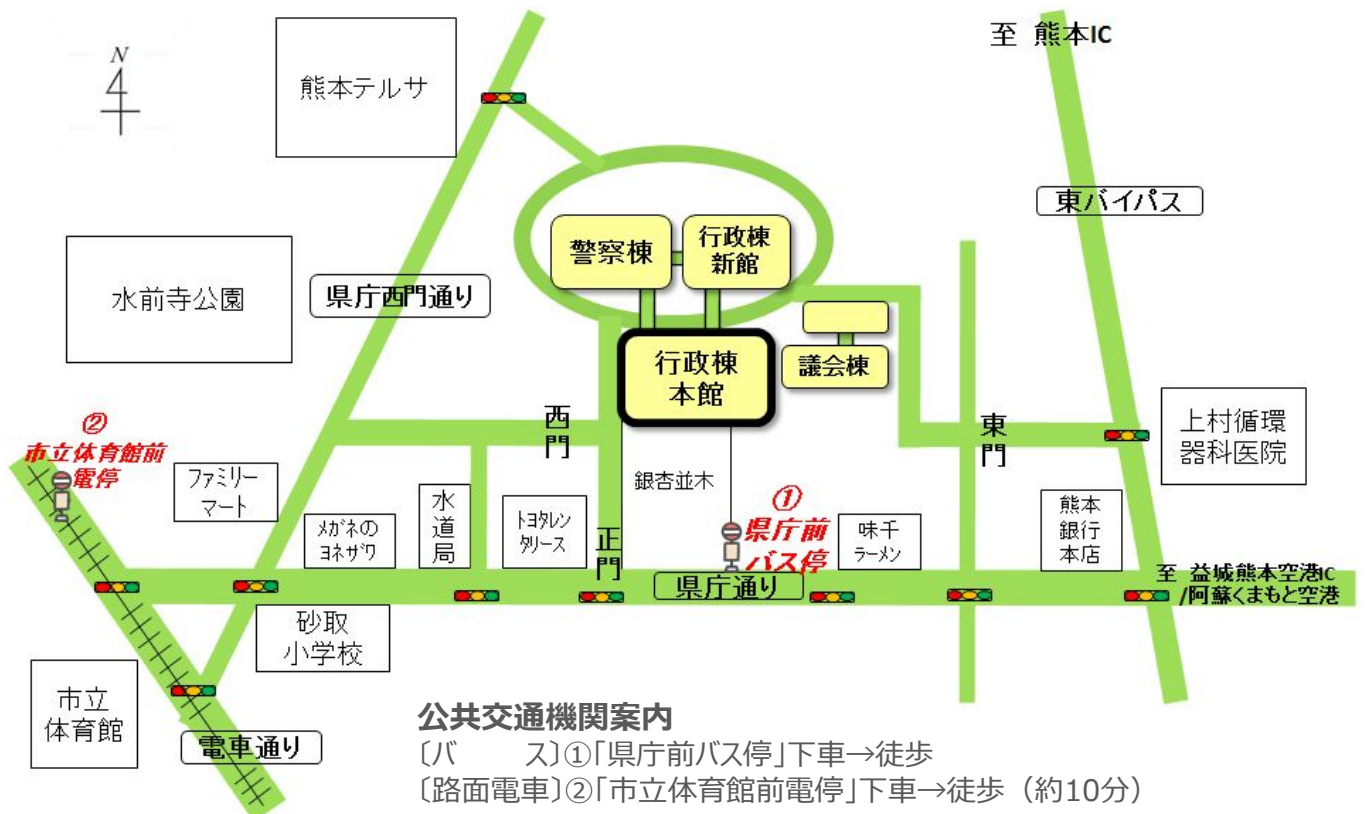 N
熊本テルサ
至 熊本IC
東バイパス
警察棟
行政棟
新館
水前寺公園
県庁西門通り
行政棟
本館
議会棟
②
市立体育館前
電停
西
門
東
門
上村循環
器科医院
ファミリー
マート
銀杏並木
メガネの
ヨネザワ
水
道
局
トヨタレン
タリース
正
門
①
県庁前
バス停
味千
ラーメン
熊本
銀行
本店
県庁通り
至 益城熊本空港IC
/阿蘇くまもと空港
砂取
小学校
市立
体育館
電車通り
公共交通機関案内
〔バ　　ス〕①「県庁前バス停」下車→徒歩
〔路面電車〕②「市立体育館前電停」下車→徒歩（約10分）